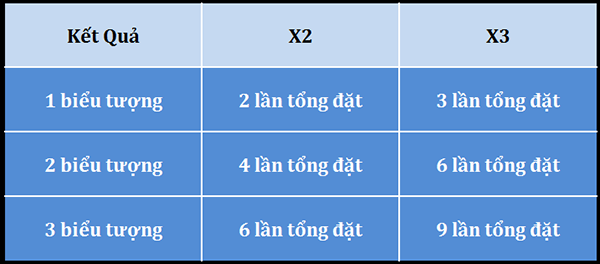 Kết Quả X2 X3
1 biểu tượng 2 lần tổng đặt 3 lần tổng đặt
2 biểu tượng 4 lần tổng đặt 6 lần tổng đặt
3 biểu tượng 6 lần tổng đặt 9 lần tổng đặt